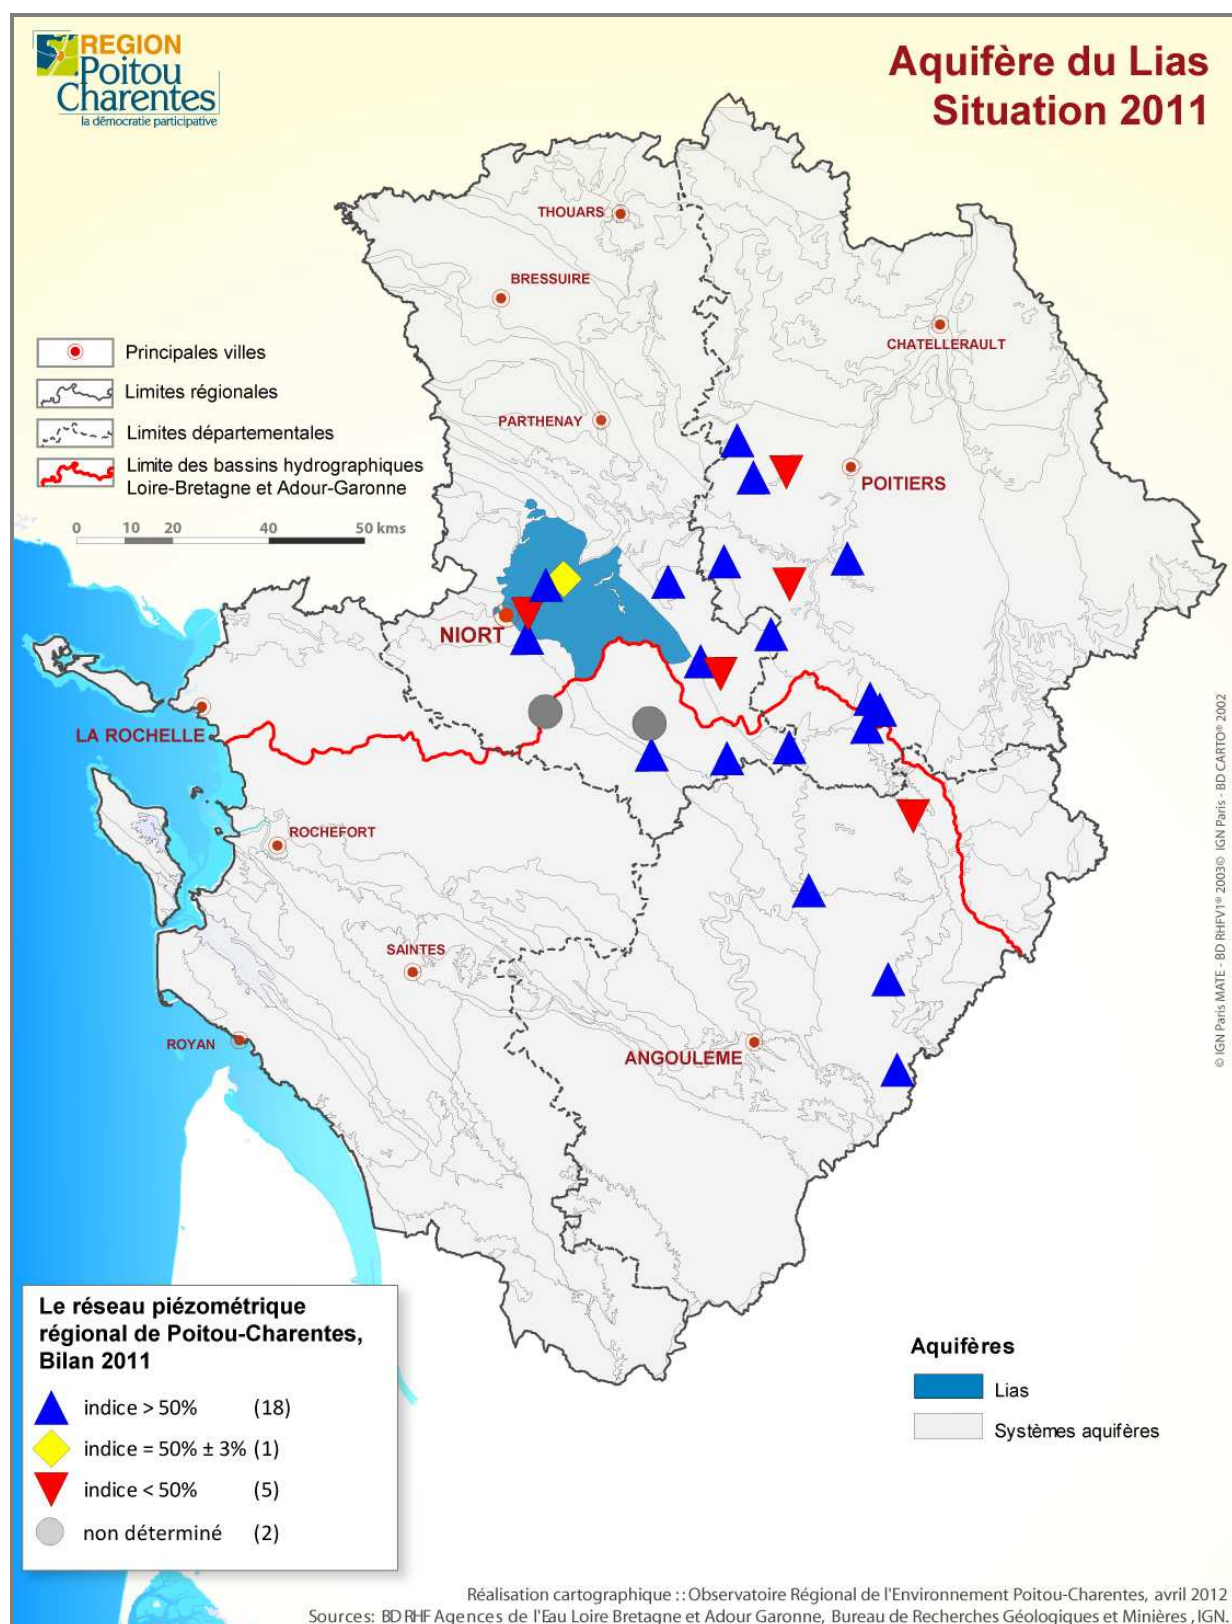 REGION
Poitou
Charentes
la démocratie participative
Aquifère du Lias
Situation 2011
THOUARS
BRESSUIRE
CHATELLERAULT
Principales villes
Limites régionales
PARTHENAY
Limites départementales
Limite des bassins hydrographiques
Loire-Bretagne et Adour-Garonne
POITIERS
0 10 20 40 50 kms
NIORT
LA ROCHELLE
ROCHEFORT
SAINTES
ROYAN
ANGOULEME
© IGN Paris MATE - BD RHFV1® 2003© IGN Paris - BD CARTO® 2002
Le réseau piézométrique
régional de Poitou-Charentes,
Bilan 2011
indice > 50% (18)
indice = 50% ± 3% (1)
indice < 50% (5)
non déterminé (2)
Aquifères
Lias
Systèmes aquifères
Réalisation cartographique :: Observatoire Régional de l'Environnement Poitou-Charentes, avril 2012
Sources: BD RHF Agences de l'Eau Loire Bretagne et Adour Garonne, Bureau de Recherches Géologiques et Minières, IGN.